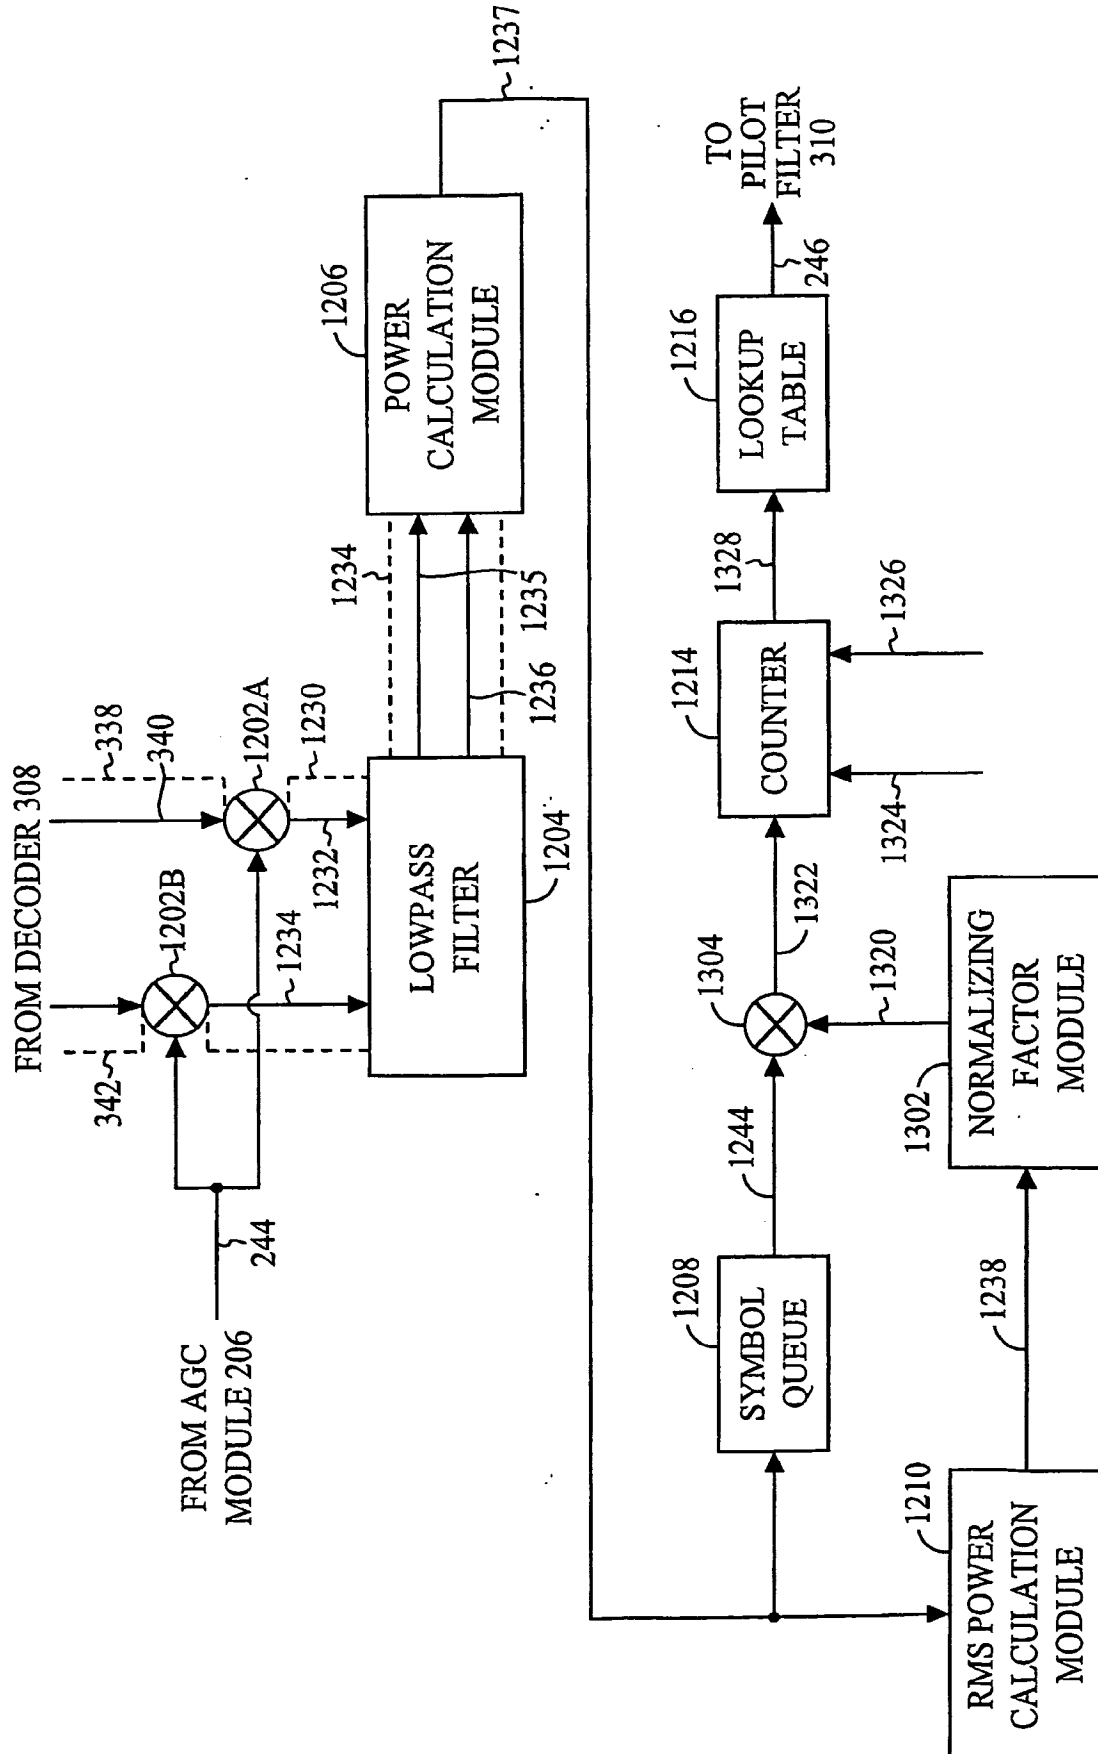 FROM DECODER 308
342
1202B
338
340
1202A
FROM AGC
MODULE 206
244
1234
1232
1230
LOWPASS
FILTER
1204
1234
1235
1236
1206
POWER
CALCULATION
MODULE
1237
1210
RMS POWER
CALCULATION
MODULE
1208
SYMBOL
QUEUE
1238
1244
1304
1302
NORMALIZING
FACTOR
MODULE
1320
1322
1214
COUNTER
1324
1326
1328
1216
LOOKUP
TABLE
246
TO
PILOT
FILTER
310